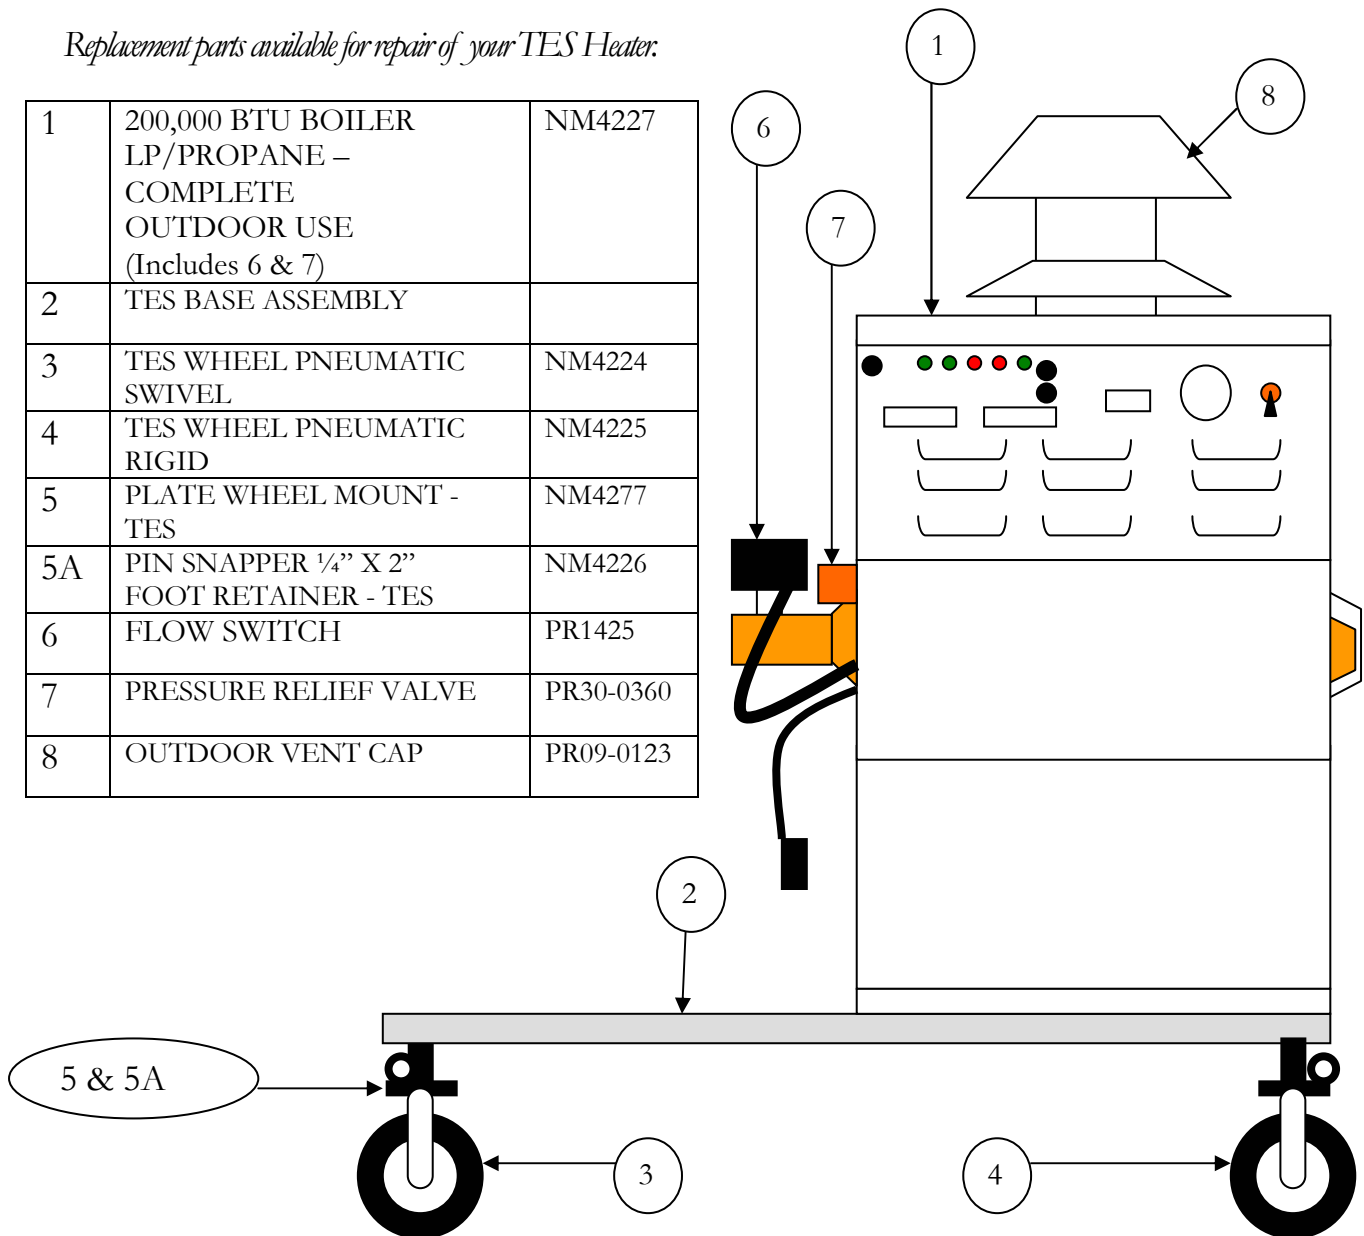 Replacement parts available for repair of your TES Heater.
1 200,000 BTU BOILER NM4227
LP/PROPANE –
COMPLETE
OUTDOOR USE
(Includes 6 & 7)
2 TES BASE ASSEMBLY
3 TES WHEEL PNEUMATIC NM4224
SWIVEL
4 TES WHEEL PNEUMATIC NM4225
RIGID
5 PLATE WHEEL MOUNT - NM4277
TES
5A PIN SNAPPER ¼” X 2” NM4226
FOOT RETAINER - TES
6 FLOW SWITCH PR1425
7 PRESSURE RELIEF VALVE PR30-0360
8 OUTDOOR VENT CAP PR09-0123
1
8
6
7
2
5 & 5A
3
4